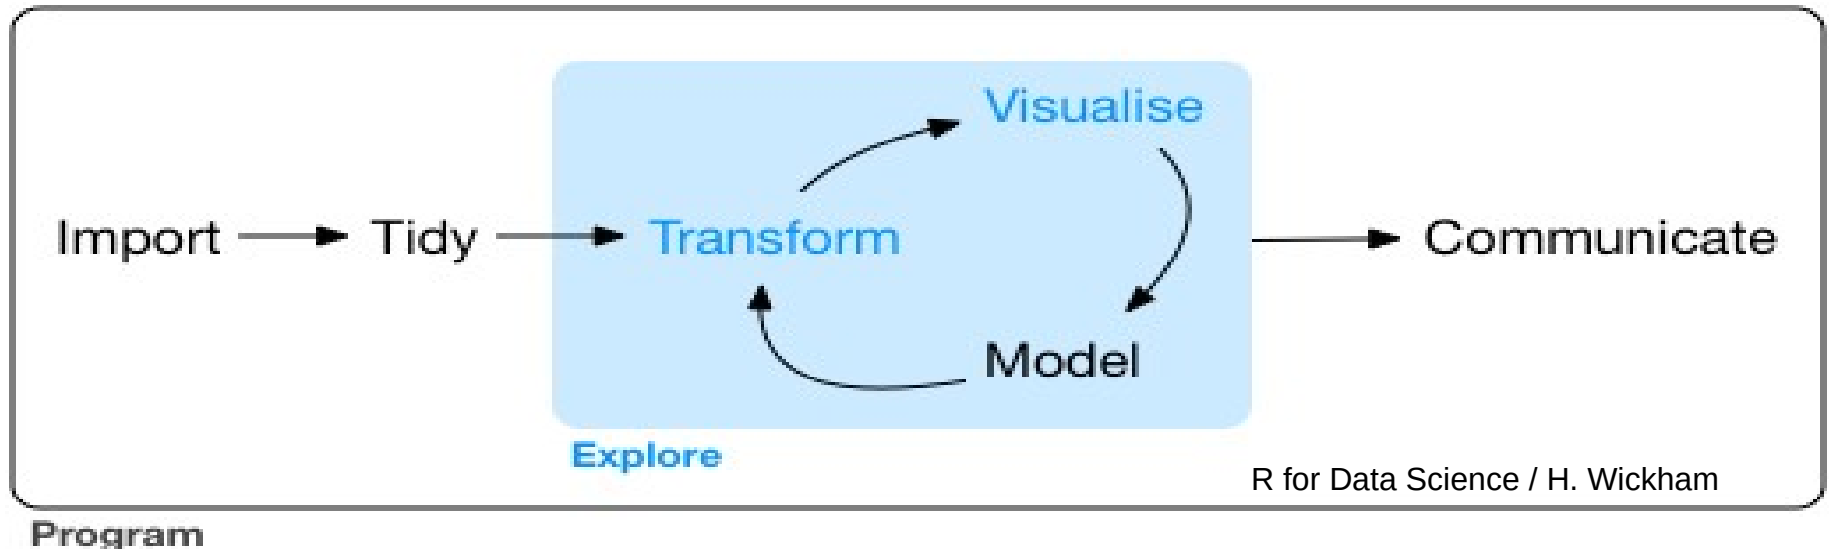 Visualise
Import Tidy Transform Communicate
Model
Explore
R for Data Science / H. Wickham
Program